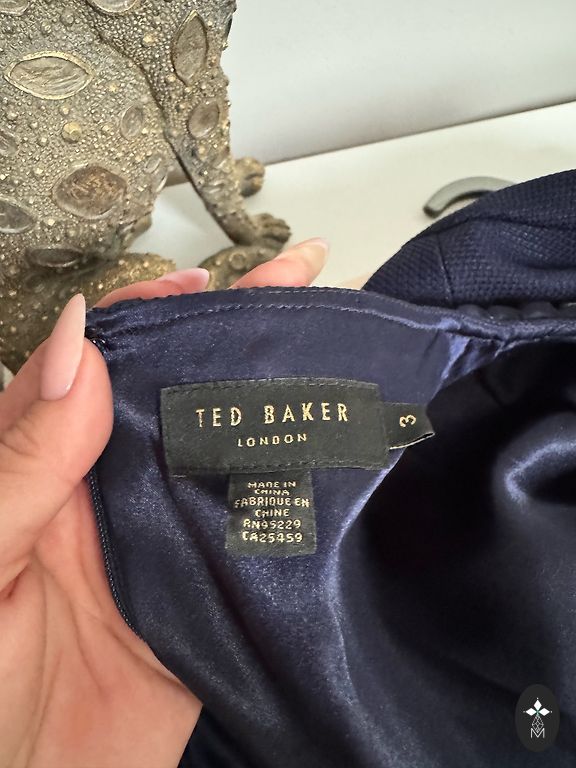 TED BAKER
LONDON
3
MADE IN
CHINA
FABRIQUE EN
CHINE
RN95229
CA25459
M